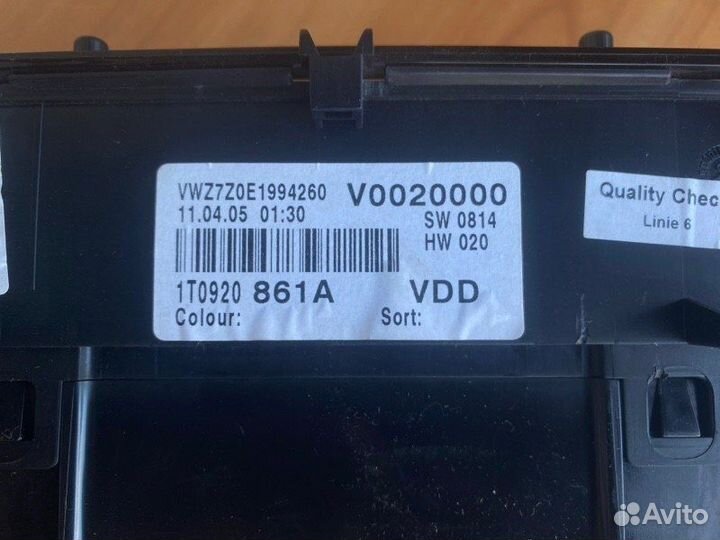 VWZ7Z0E1994260 V0020000
11.04.05 01:30 SW 0814
HW 020
1T0920 861A VDD
Colour: Sort:
Quality Chec
Linie 6
Avito